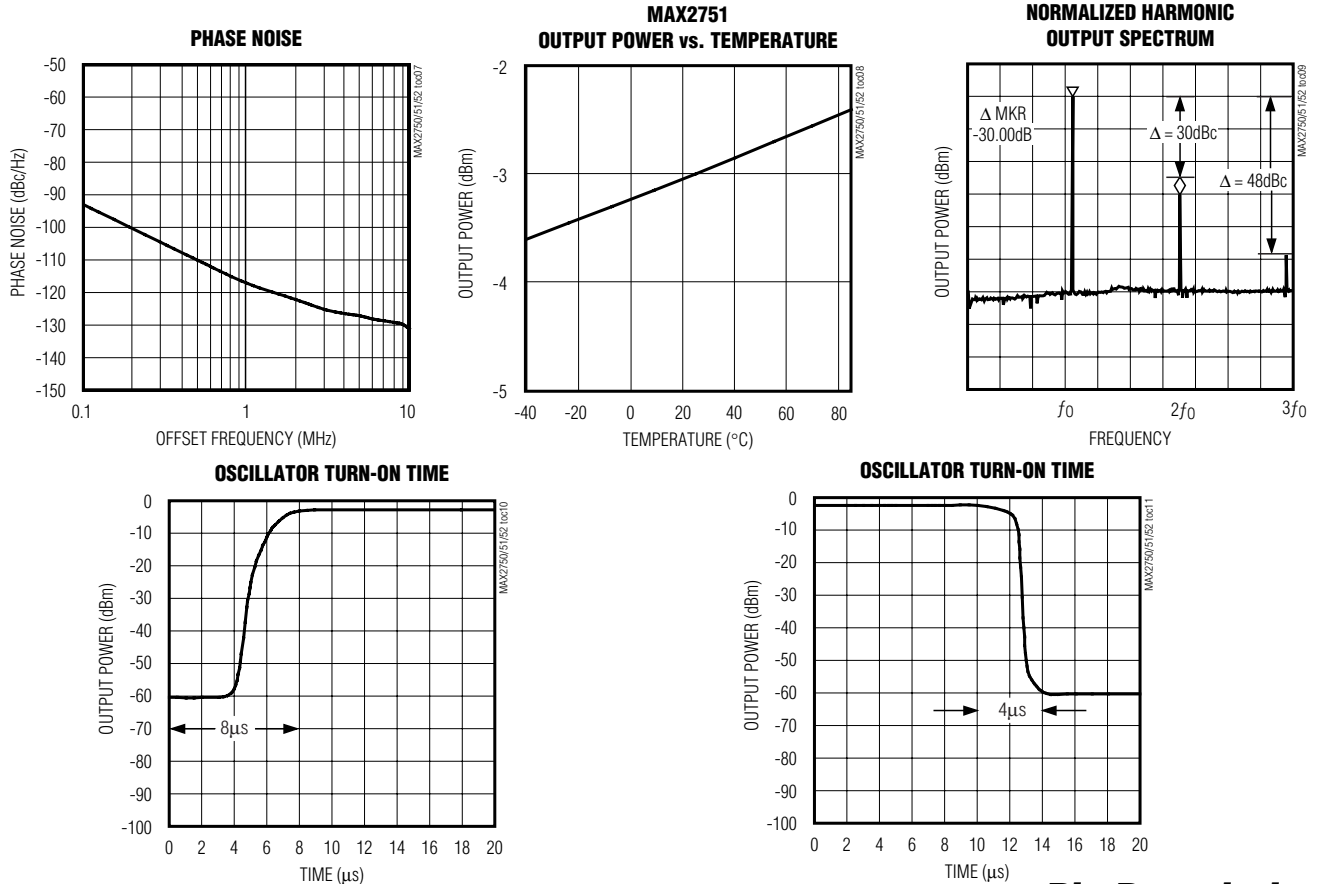 PHASE NOISE
-50
-60
-70
-80
-90
-100
-110
-120
-130
-140
-150
PHASE NOISE (dBc/Hz)
0.1
1
10
OFFSET FREQUENCY (MHz)
MAX2750/51/52 toc07
MAX2751
OUTPUT POWER vs. TEMPERATURE
-2
-3
-4
-5
OUTPUT POWER (dBm)
-40
-20
0
20
40
60
80
TEMPERATURE (°C)
MAX2750/51/52 toc08
NORMALIZED HARMONIC
OUTPUT SPECTRUM
OUTPUT POWER (dBm)
Δ MKR
-30.00dB
Δ = 30dBc
Δ = 48dBc
f0
2f0
3f0
FREQUENCY
MAX2750/51/52 toc09
OSCILLATOR TURN-ON TIME
0
-10
-20
-30
-40
-50
-60
-70
-80
-90
-100
OUTPUT POWER (dBm)
8µs
0 2 4 6 8 10 12 14 16 18 20
TIME (µs)
MAX2750/51/52 toc10
OSCILLATOR TURN-ON TIME
0
-10
-20
-30
-40
-50
-60
-70
-80
-90
-100
OUTPUT POWER (dBm)
4µs
0 2 4 6 8 10 12 14 16 18 20
TIME (µs)
MAX2750/51/52 toc11